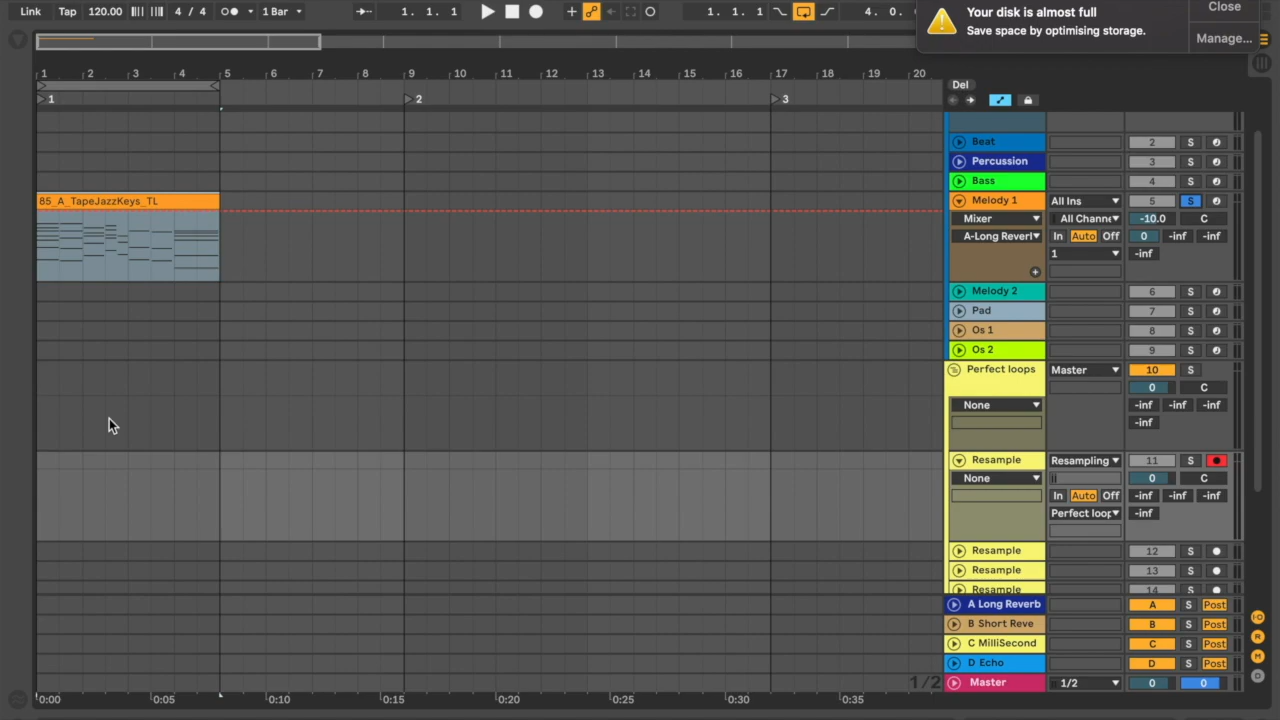 Link Tap 120.00 4 / 4 1 Bar 1. 1. 1 1. 1. 1 4. 0.
Your disk is almost full
Save space by optimising storage.
Close
Manage...
1 2 3 4 5 6 7 8 9 10 11 12 13 14 15 16 17 18 19 20
Del
1 2 3
Beat 2 S
Percussion 3 S
Bass 4 S
85_A_TapeJazzKeys_TL
Melody 1 All Ins 5 S
Mixer All Channe -10.0 C
A-Long Reverl In Auto Off 0 -inf -inf
1 -inf
Melody 2 6 S
Pad 7 S
Os 1 8 S
Os 2 9 S
Perfect loops Master 10 S
0 C
None -inf -inf -inf
-inf
Resample Resampling 11 S
None 0 C
In Auto Off -inf -inf -inf
Perfect loop -inf
Resample 12 S
Resample 13 S
Resample 14 S
A Long Reverb A S Post
B Short Reve B S Post
C MilliSecond C S Post
D Echo D S Post
1/2 Master 1/2 0 0
0:00 0:05 0:10 0:15 0:20 0:25 0:30 0:35